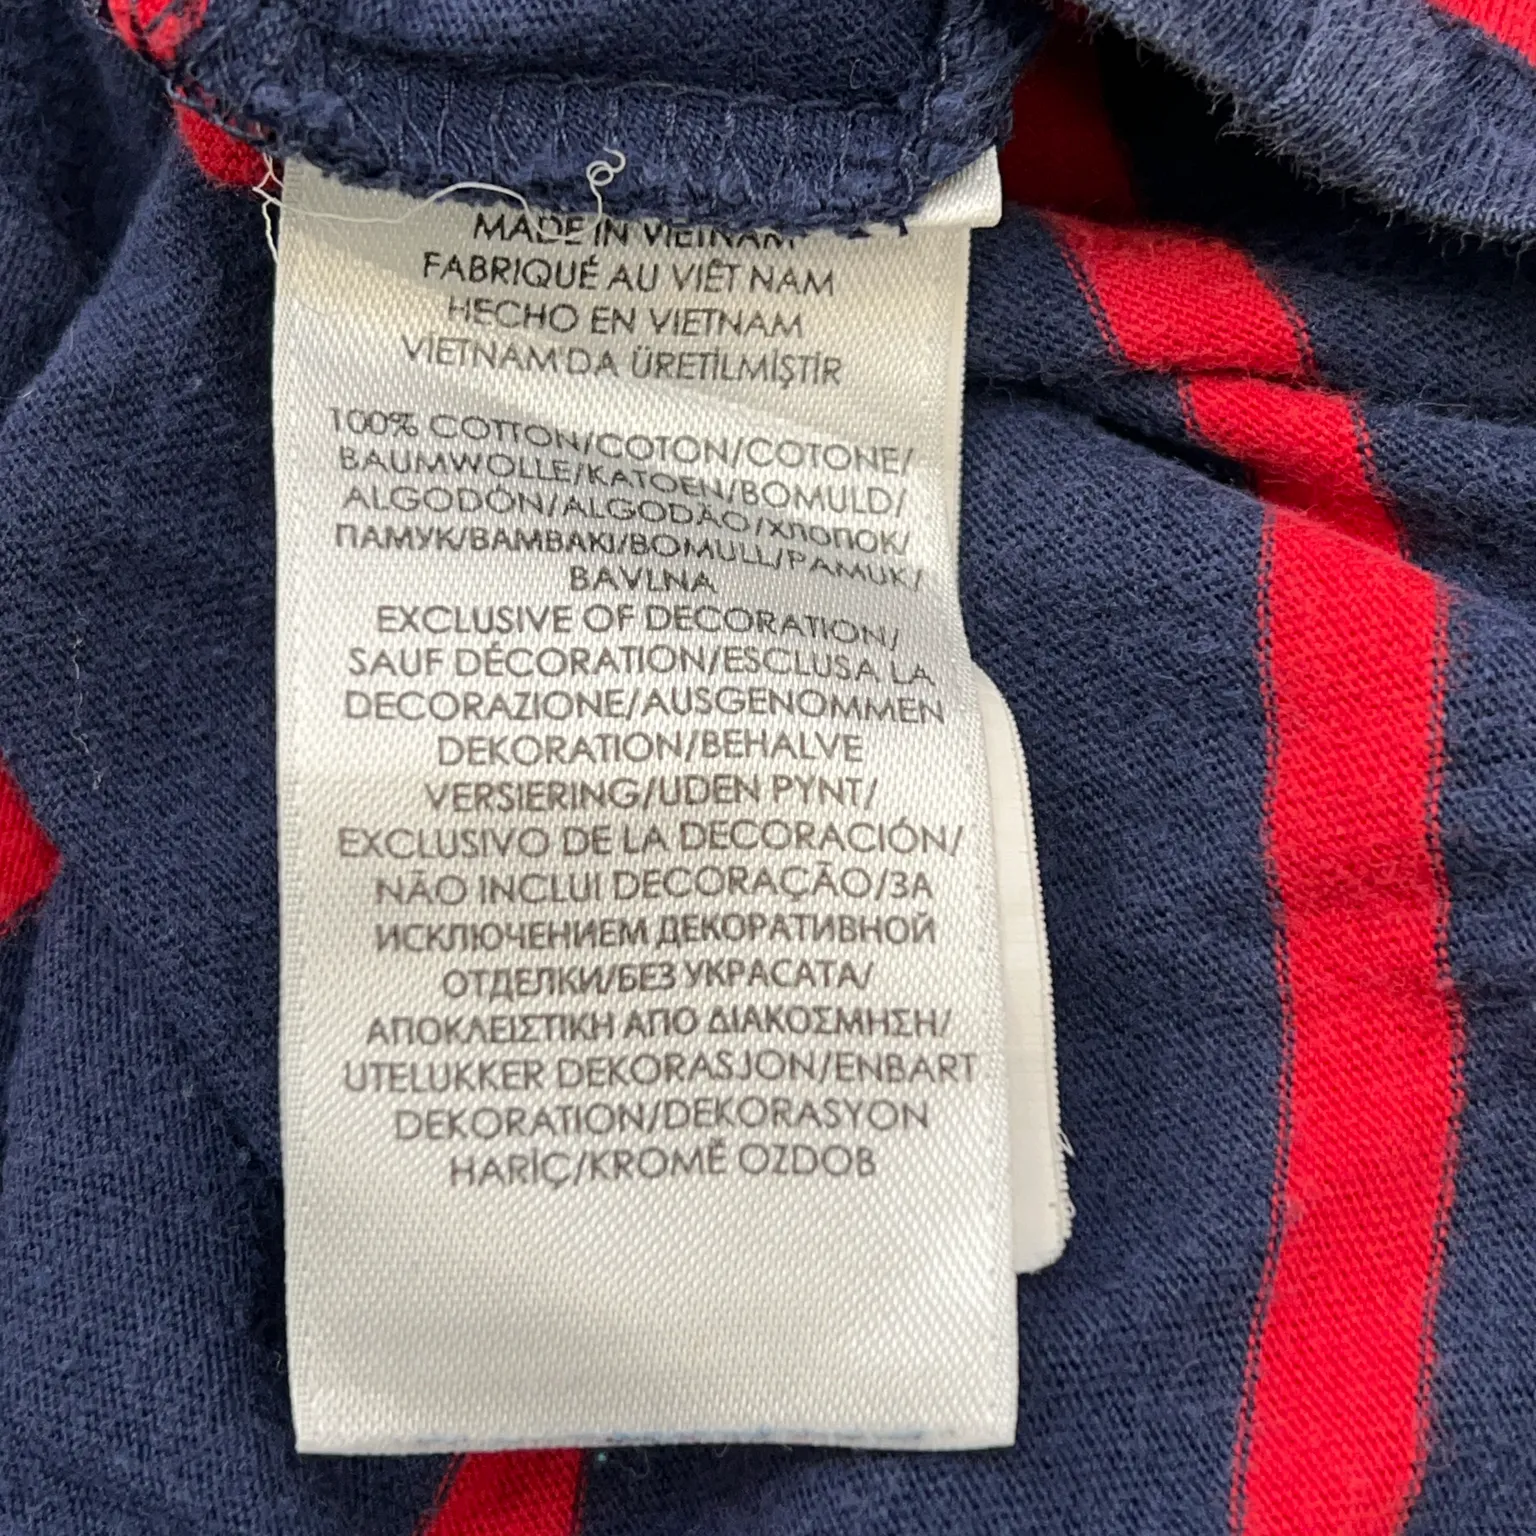 MADE IN VIETNAM
FABRIQUÉ AU VIÊT NAM
HECHO EN VIETNAM
VİETNAM'DA ÜRETİLMİŞTİR
100% COTTON/COTON/COTONE/
BAUMWOLLE/KATOEN/BOMULD/
ALGODÓN/ALGODÃO/ХЛОПОК/
ПАМУК/ΒΑΜΒΑΚΙ/BOMULL/PAMUK/
BAVLNA
EXCLUSIVE OF DECORATION/
SAUF DÉCORATION/ESCLUSA LA
DECORAZIONE/AUSGENOMMEN
DEKORATION/BEHALVE
VERSIERING/UDEN PYNT/
EXCLUSIVO DE LA DECORACIÓN/
NÃO INCLUI DECORAÇÃO/ЗА
ИСКЛЮЧЕНИЕМ ДЕКОРАТИВНОЙ
ОТДЕЛКИ/БЕЗ УКРАСАТА/
ΑΠΟΚΛΕΙΣΤΙΚΗ ΑΠΟ ΔΙΑΚΟΣΜΗΣΗ/
UTELUKKER DEKORASJON/ENBART
DEKORATION/DEKORASYON
HARİÇ/KROMĚ OZDOB